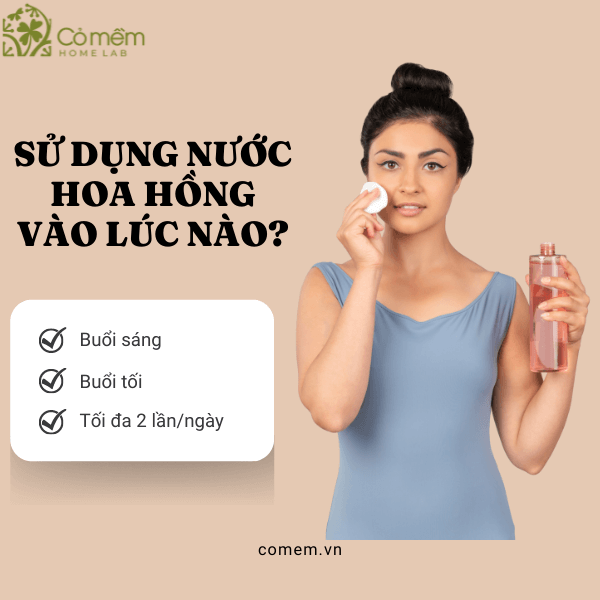 Cỏ mềm
HOME LAB
SỬ DỤNG NƯỚC
HOA HỒNG
VÀO LÚC NÀO?
Buổi sáng
Buổi tối
Tối đa 2 lần/ngày
comem.vn